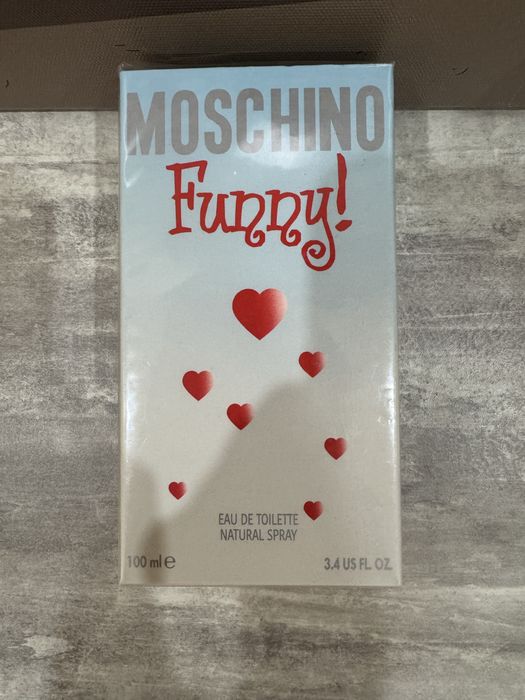 MOSCHINO
Funny!
EAU DE TOILETTE
NATURAL SPRAY
100 ml e
3.4 US FL. OZ.